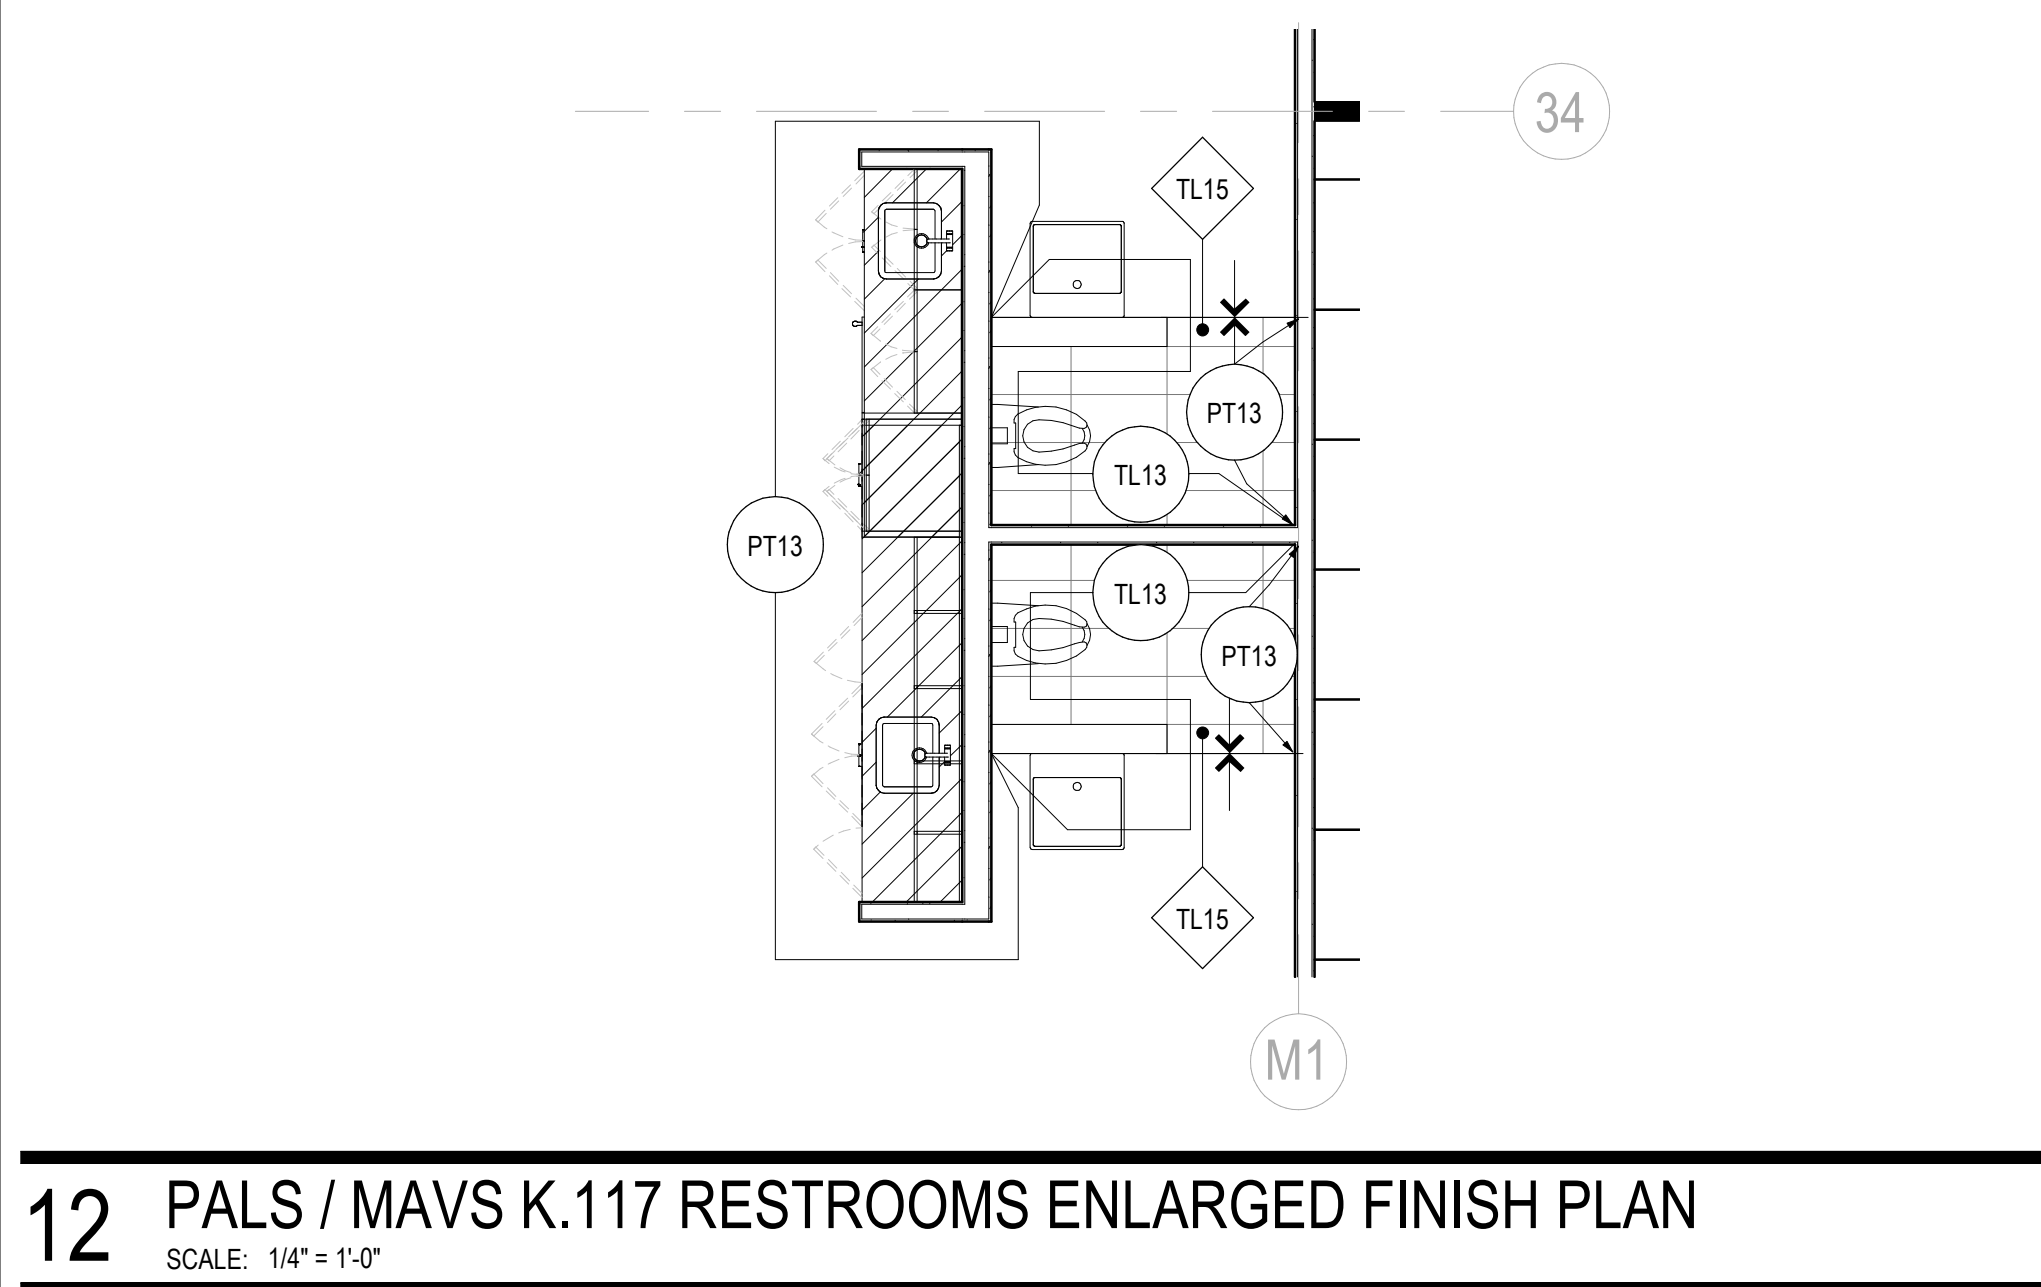 34
TL15
PT13
TL13
PT13
TL13
PT13
TL15
M1
12 PALS / MAVS K.117 RESTROOMS ENLARGED FINISH PLAN
SCALE: 1/4" = 1'-0"